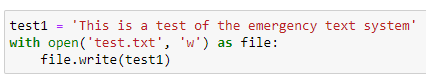 test1 = 'This is a test of the emergency text system'
with open('test.txt', 'w') as file:
    file.write(test1)